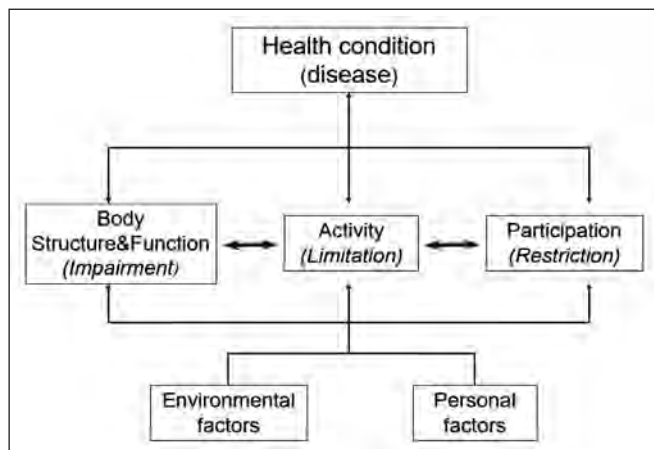 Health condition
(disease)
Body
Structure&Function
(Impairment)
Activity
(Limitation)
Participation
(Restriction)
Environmental
factors
Personal
factors